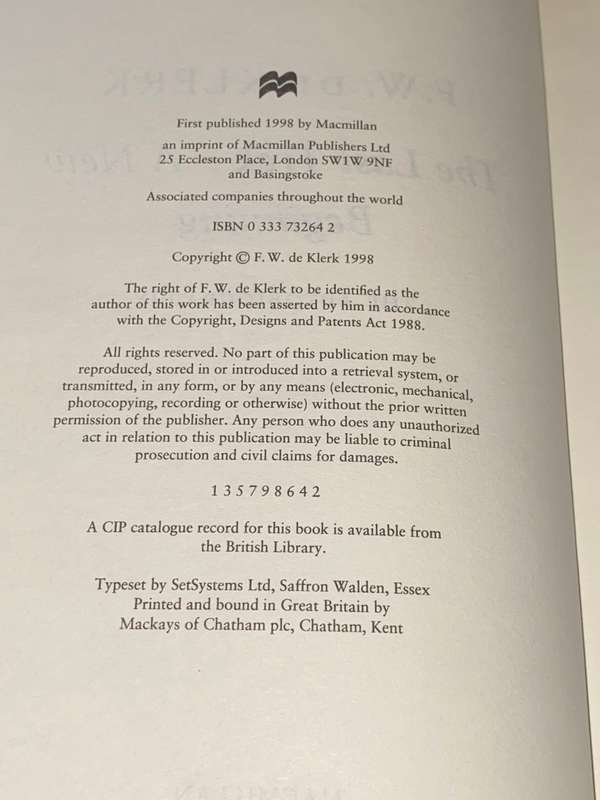 First published 1998 by Macmillan
an imprint of Macmillan Publishers Ltd
25 Eccleston Place, London SW1W 9NF
and Basingstoke
Associated companies throughout the world
ISBN 0 333 73264 2
Copyright © F. W. de Klerk 1998
The right of F. W. de Klerk to be identified as the
author of this work has been asserted by him in accordance
with the Copyright, Designs and Patents Act 1988.
All rights reserved. No part of this publication may be
reproduced, stored in or introduced into a retrieval system, or
transmitted, in any form, or by any means (electronic, mechanical,
photocopying, recording or otherwise) without the prior written
permission of the publisher. Any person who does any unauthorized
act in relation to this publication may be liable to criminal
prosecution and civil claims for damages.
1 3 5 7 9 8 6 4 2
A CIP catalogue record for this book is available from
the British Library.
Typeset by SetSystems Ltd, Saffron Walden, Essex
Printed and bound in Great Britain by
Mackays of Chatham plc, Chatham, Kent